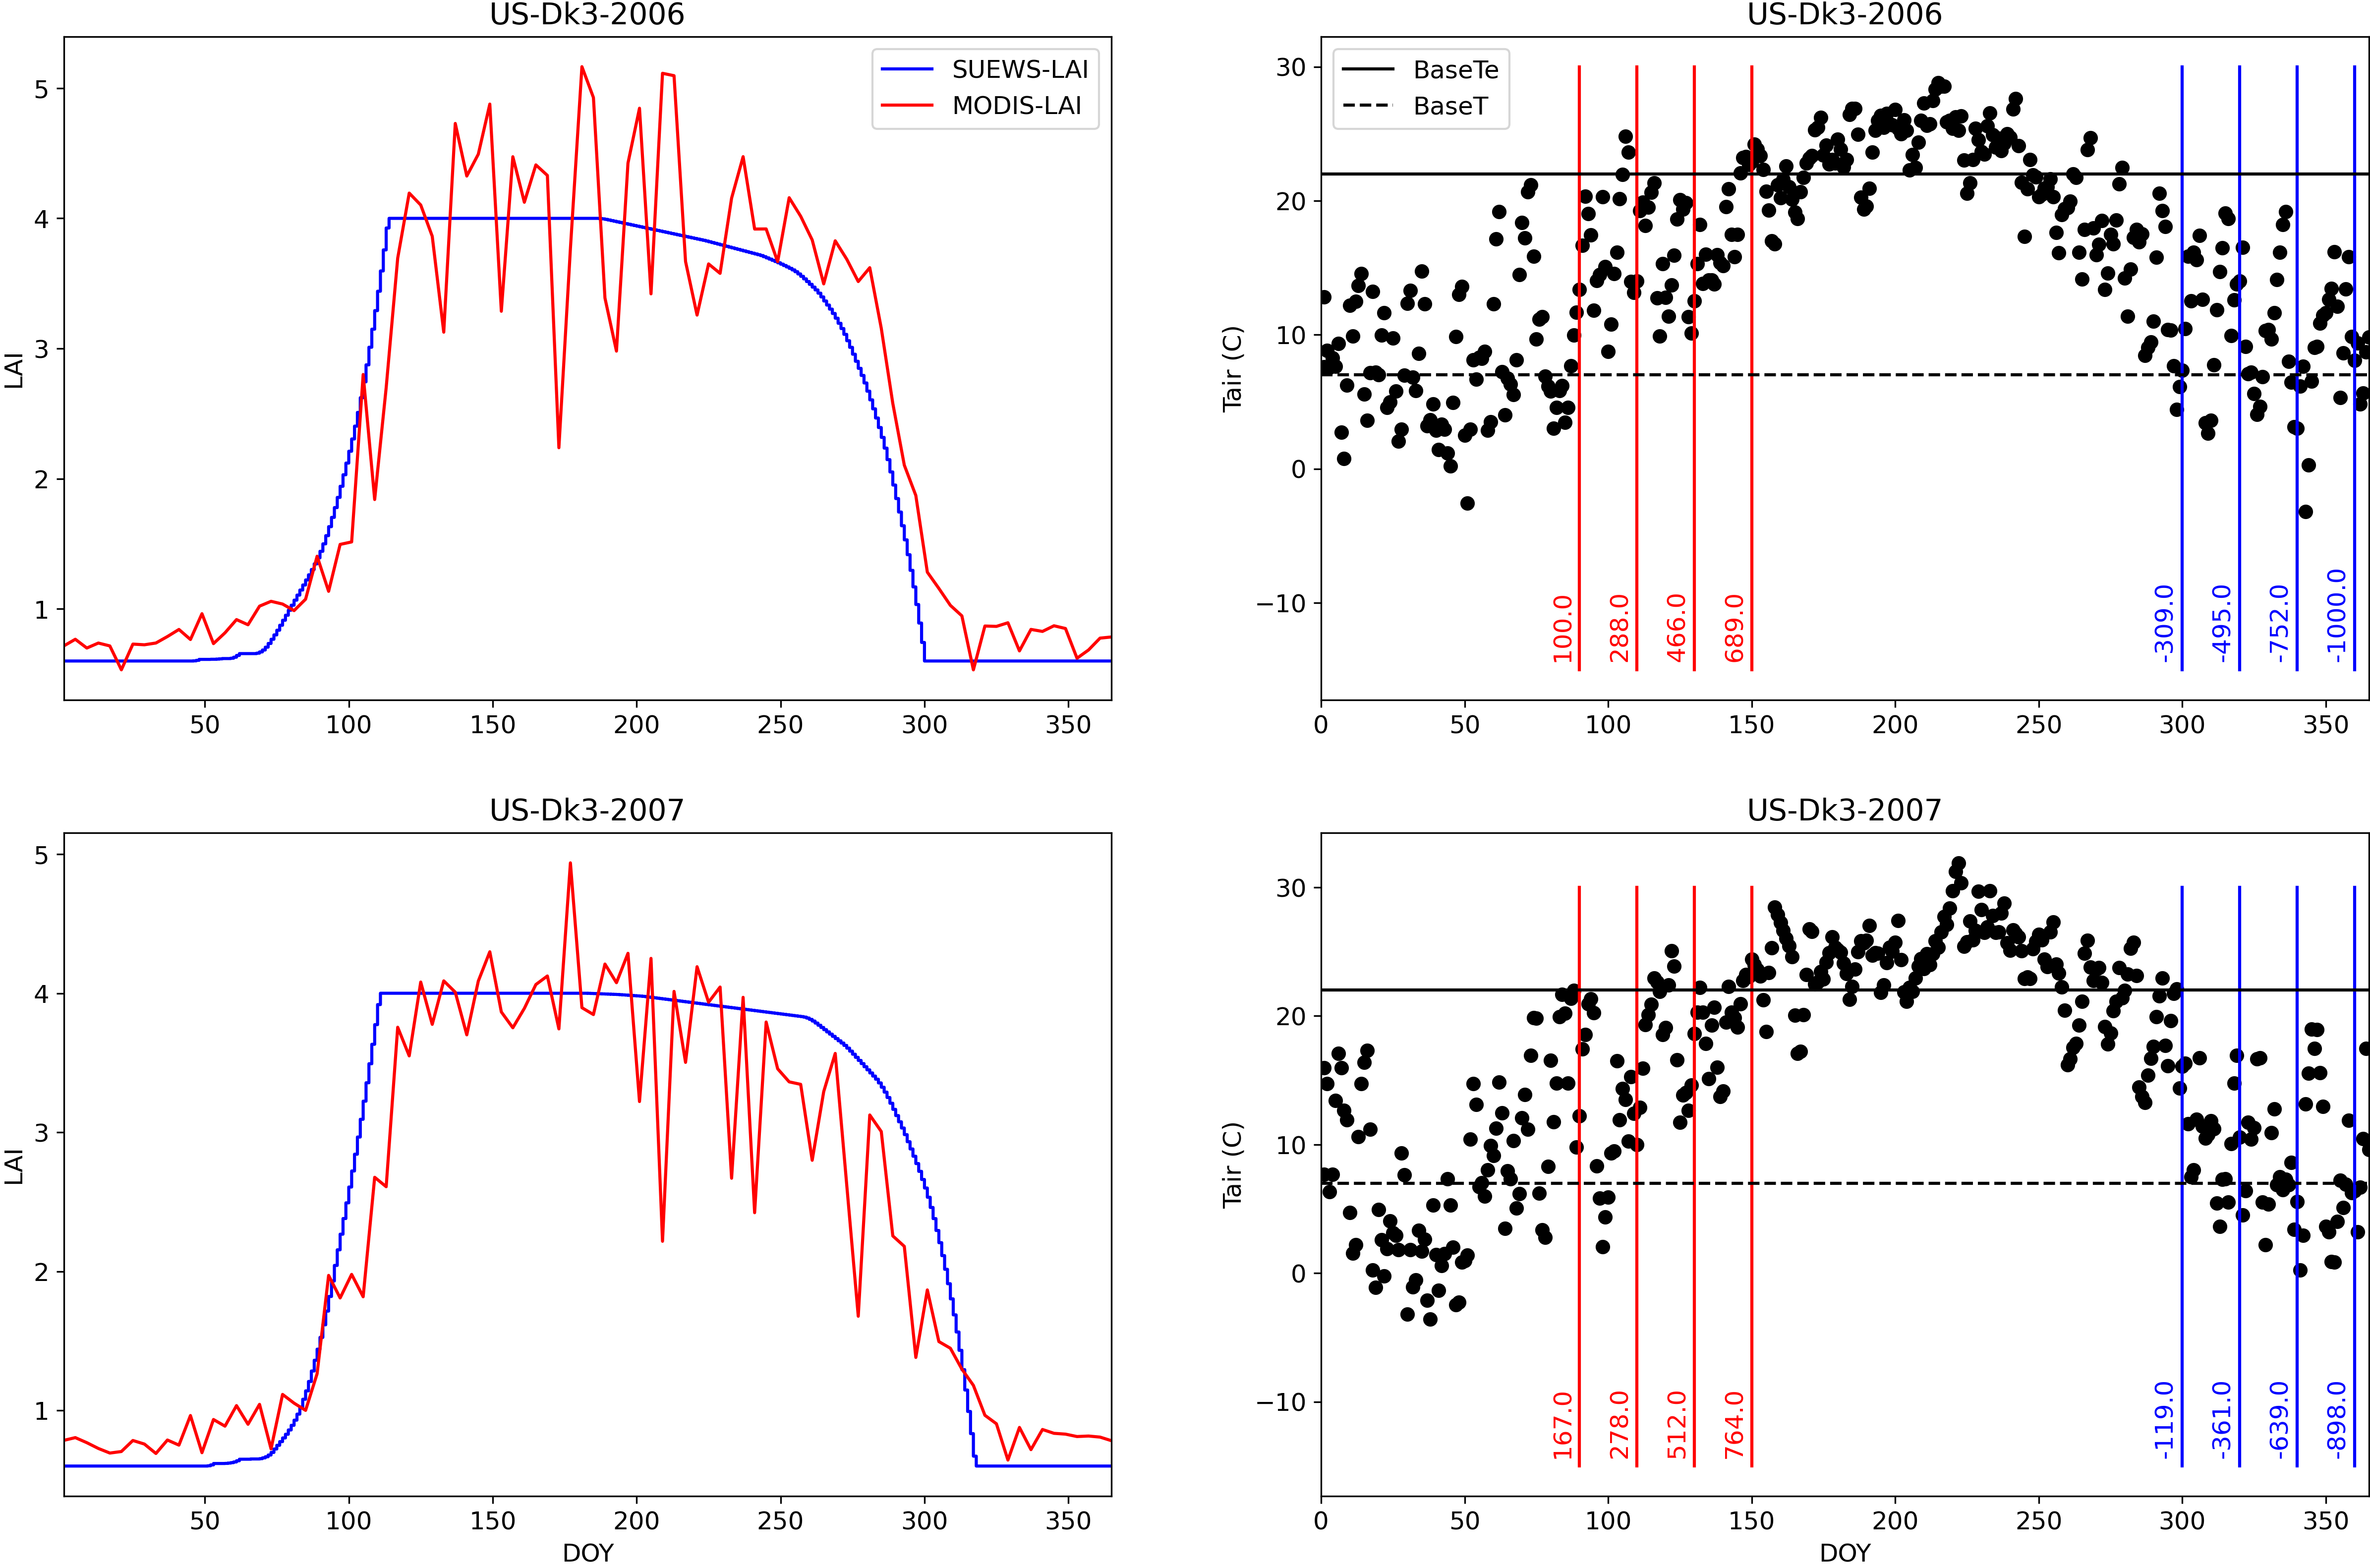 US-Dk3-2006
SUEWS-LAI
MODIS-LAI
LAI
5
4
3
2
1
50 100 150 200 250 300 350
US-Dk3-2006
BaseTe
BaseT
Tair (C)
30
20
10
0
−10
100.0 288.0 466.0 689.0 -309.0 -495.0 -752.0 -1000.0
0 50 100 150 200 250 300 350
US-Dk3-2007
LAI
5
4
3
2
1
50 100 150 200 250 300 350
DOY
US-Dk3-2007
Tair (C)
30
20
10
0
−10
167.0 278.0 512.0 764.0 -119.0 -361.0 -639.0 -898.0
0 50 100 150 200 250 300 350
DOY